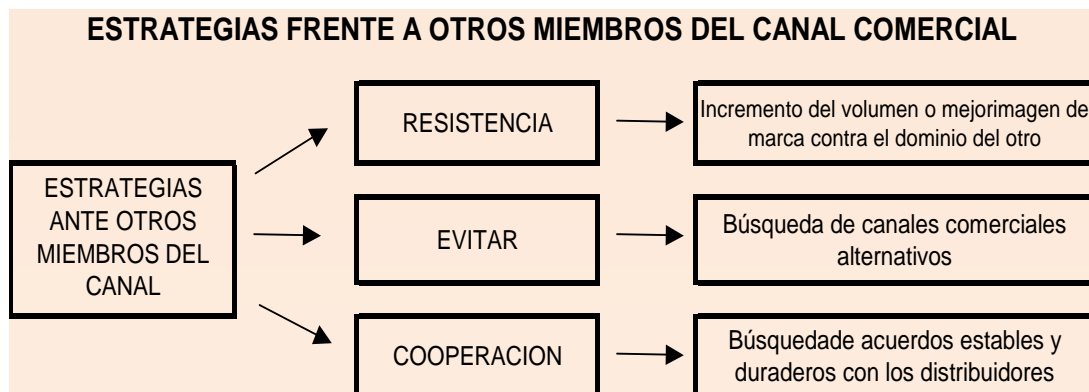 ESTRATEGIAS FRENTE A OTROS MIEMBROS DEL CANAL COMERCIAL
ESTRATEGIAS
ANTE OTROS
MIEMBROS DEL
CANAL
RESISTENCIA
Incremento del volumen o mejorimagen de
marca contra el dominio del otro
EVITAR
Búsqueda de canales comerciales
alternativos
COOPERACION
Búsquedade acuerdos estables y
duraderos con los distribuidores